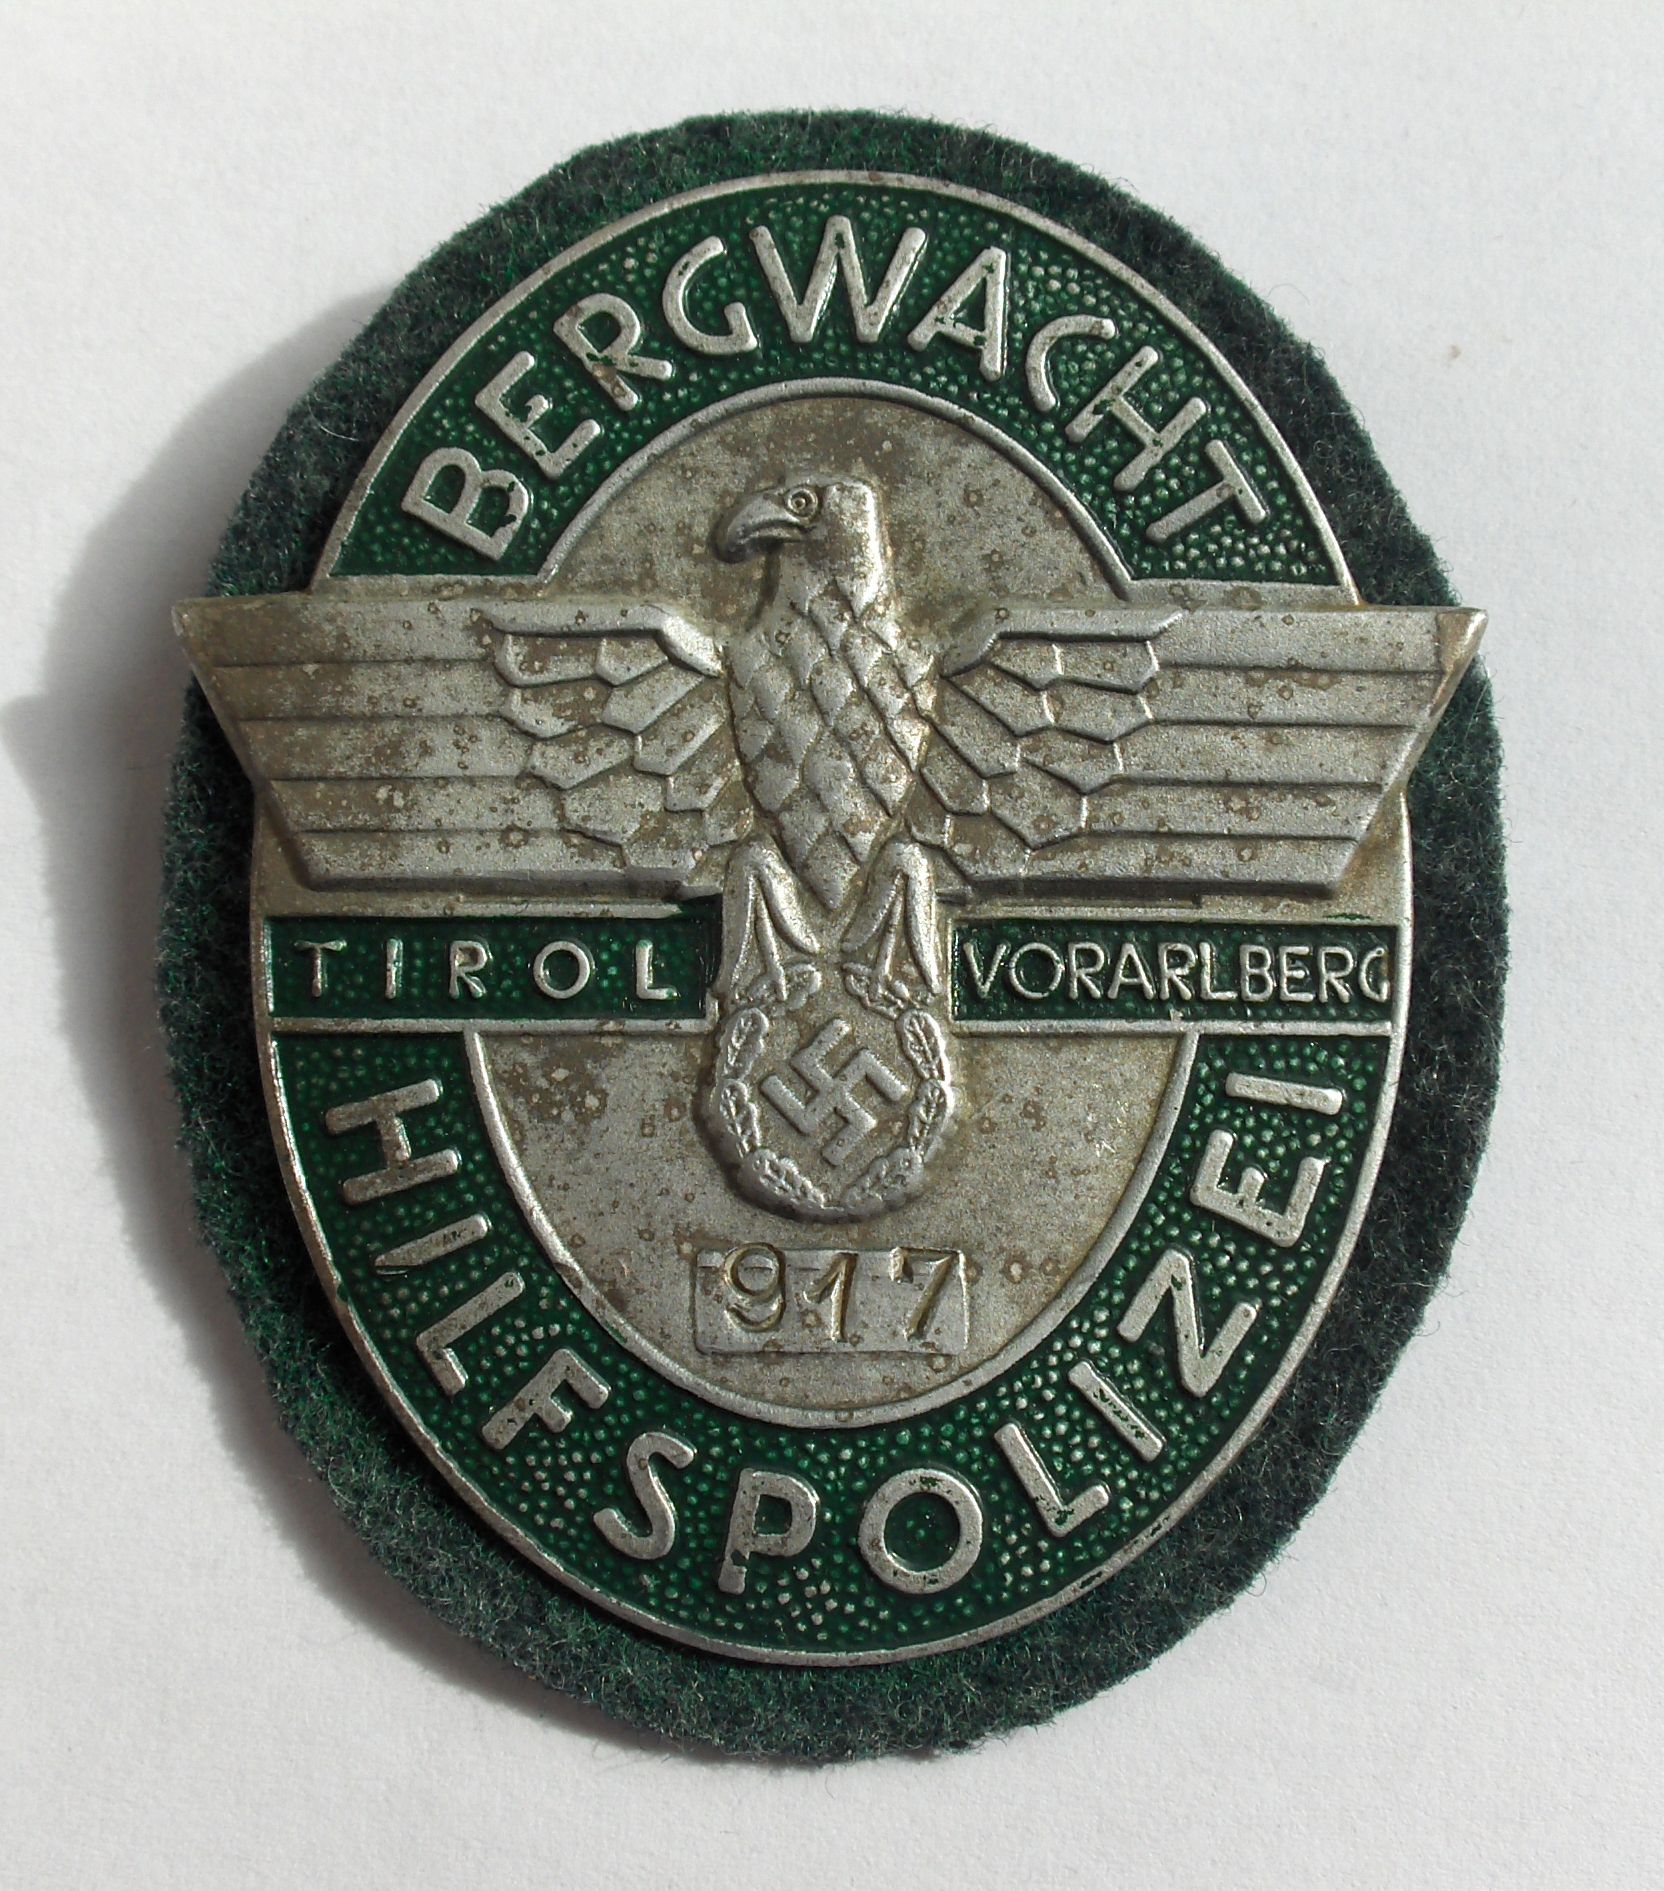 BERGWACHT
TIROL VORARLBERG
917
HILFSPOLIZEI